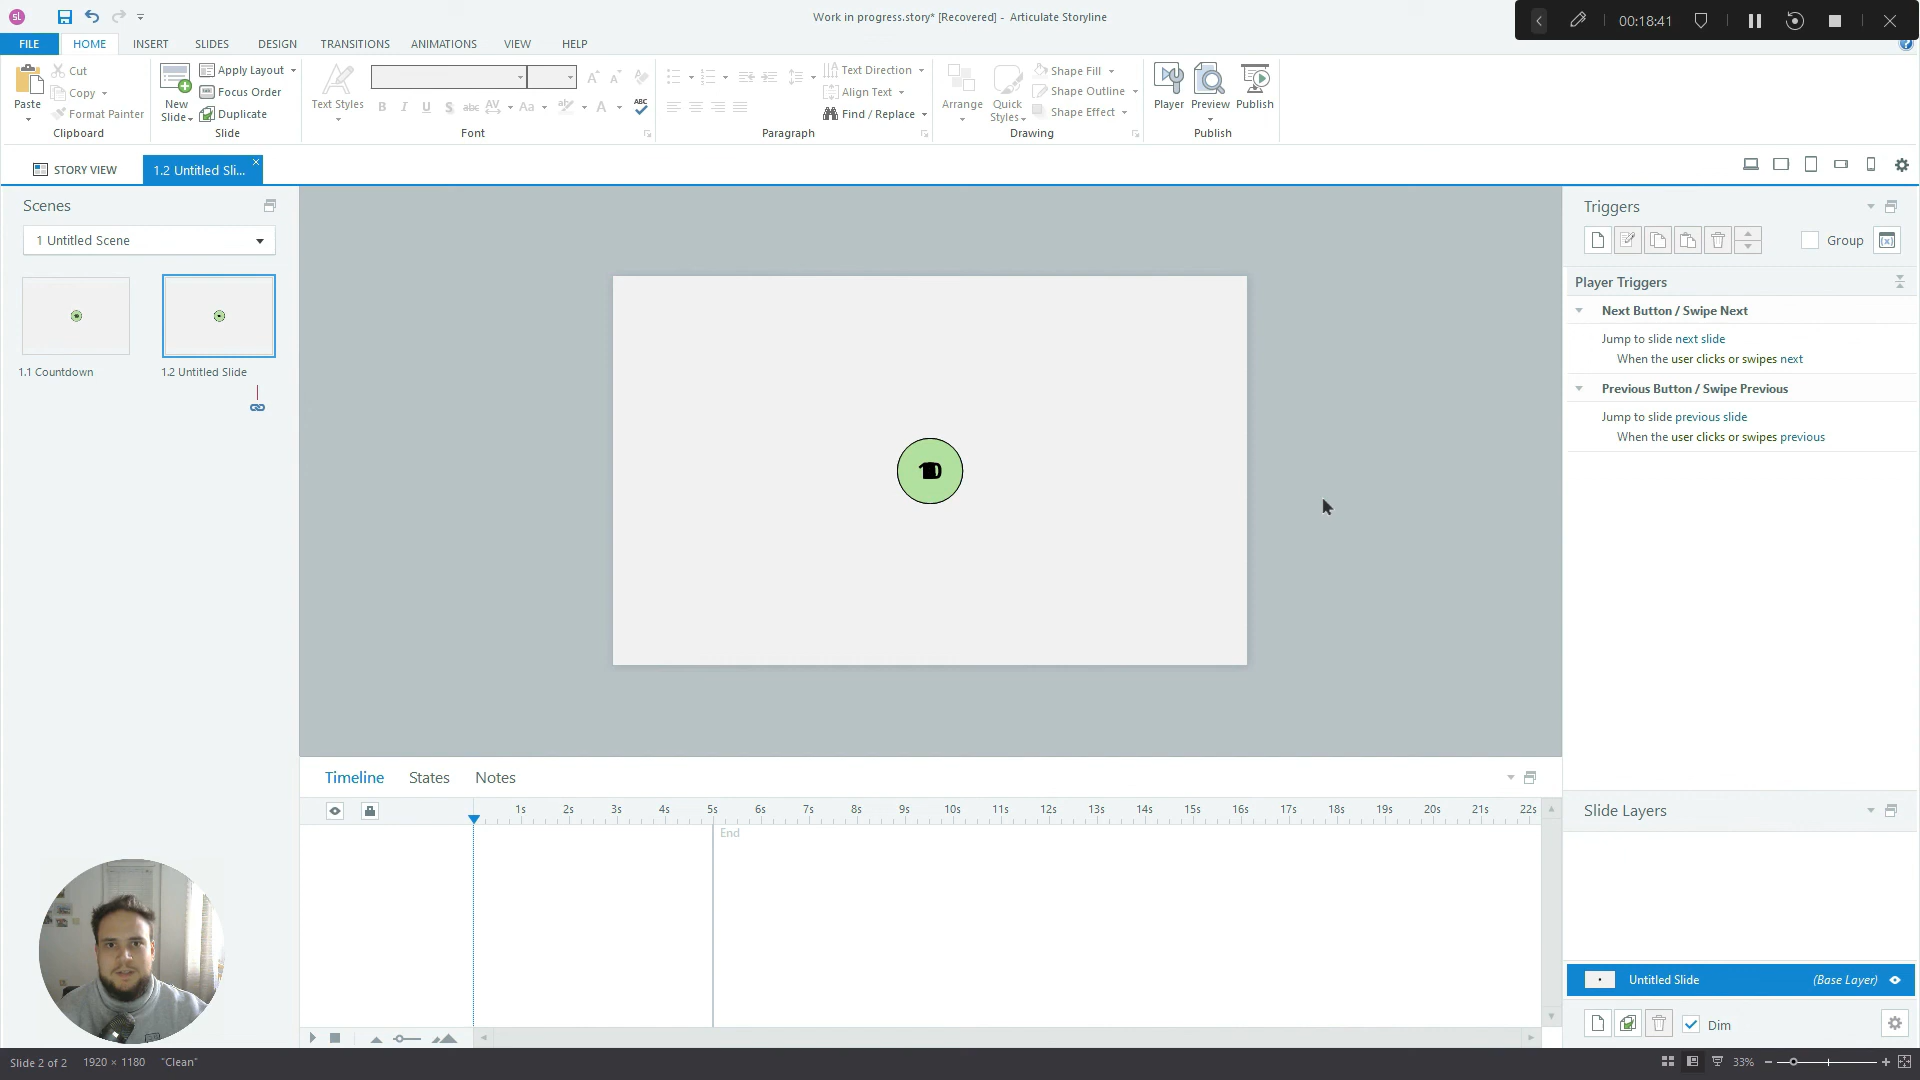 sl
Work in progress.story* [Recovered] - Articulate Storyline
00:18:41
FILE
HOME
INSERT
SLIDES
DESIGN
TRANSITIONS
ANIMATIONS
VIEW
HELP
?
Paste
Cut
Copy
Format Painter
Clipboard
New
Slide
Apply Layout
Focus Order
Duplicate
Slide
Text Styles
B
I
U
S
abc
AV
Aa
A
ABC
Font
Text Direction
Align Text
Find / Replace
Paragraph
Arrange
Quick
Styles
Shape Fill
Shape Outline
Shape Effect
Drawing
Player
Preview
Publish
Publish
STORY VIEW
1.2 Untitled Sli...
Scenes
1 Untitled Scene
1.1 Countdown
1.2 Untitled Slide
Triggers
Group
(x)
Player Triggers
Next Button / Swipe Next
Jump to slide next slide
When the user clicks or swipes next
Previous Button / Swipe Previous
Jump to slide previous slide
When the user clicks or swipes previous
Timeline
States
Notes
1s 2s 3s 4s 5s 6s 7s 8s 9s 10s 11s 12s 13s 14s 15s 16s 17s 18s 19s 20s 21s 22s
End
Slide Layers
Untitled Slide
(Base Layer)
Dim
Slide 2 of 2
1920 × 1180
"Clean"
33%